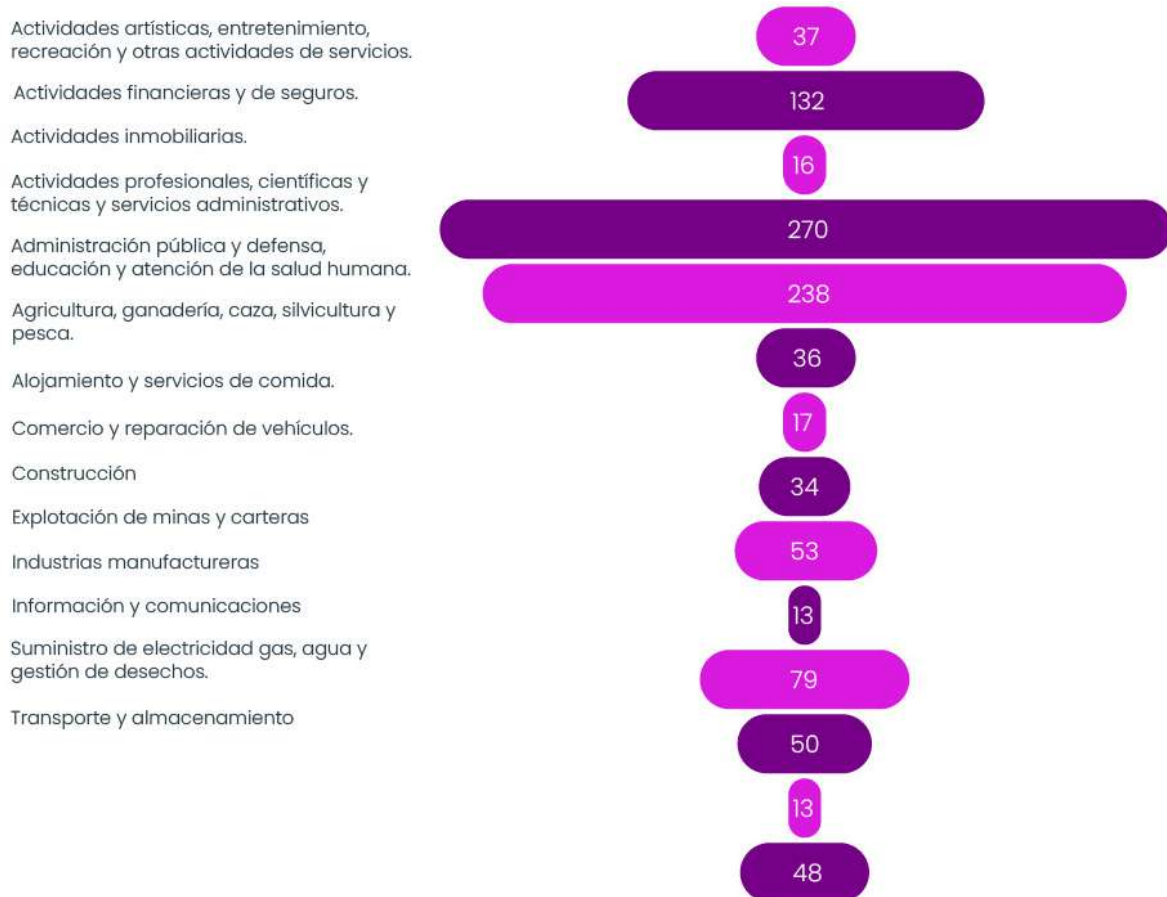 Actividades artísticas, entretenimiento,
recreación y otras actividades de servicios.
37
Actividades financieras y de seguros.
132
Actividades inmobiliarias.
16
Actividades profesionales, científicas y
técnicas y servicios administrativos.
270
Administración pública y defensa,
educación y atención de la salud humana.
238
Agricultura, ganadería, caza, silvicultura y
pesca.
36
Alojamiento y servicios de comida.
17
Comercio y reparación de vehículos.
34
Construcción
53
Explotación de minas y carteras
13
Industrias manufactureras
79
Información y comunicaciones
50
Suministro de electricidad gas, agua y
gestión de desechos.
13
Transporte y almacenamiento
48